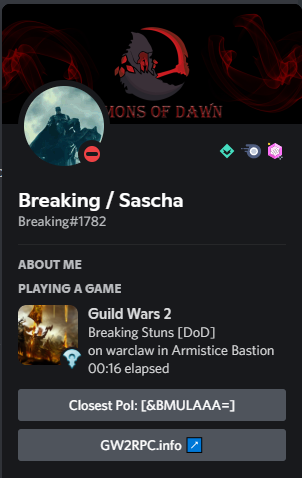 MONS OF DAWN
Breaking / Sascha
Breaking#1782
ABOUT ME
PLAYING A GAME
Guild Wars 2
Breaking Stuns [DoD]
on warclaw in Armistice Bastion
00:16 elapsed
Closest PoI: [&BMULAAA=]
GW2RPC.info